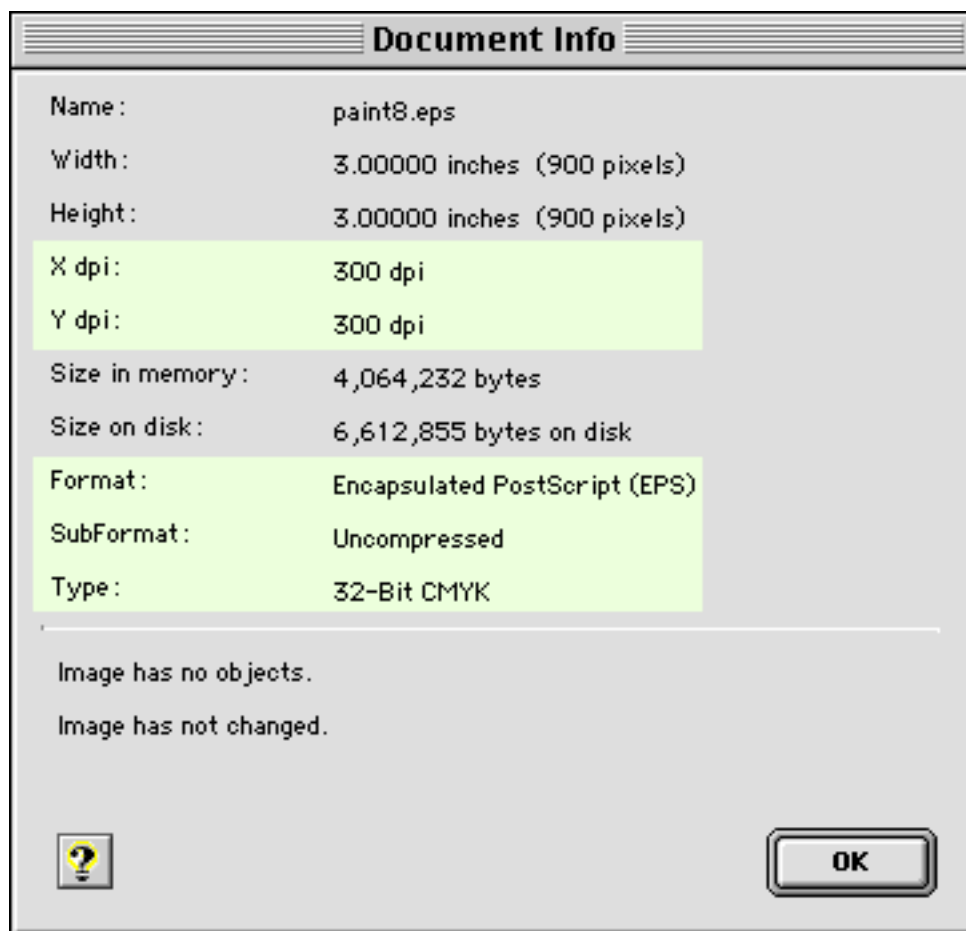 Document Info
Name: paint8.eps
Width: 3.00000 inches (900 pixels)
Height: 3.00000 inches (900 pixels)
X dpi: 300 dpi
Y dpi: 300 dpi
Size in memory: 4,064,232 bytes
Size on disk: 6,612,855 bytes on disk
Format: Encapsulated PostScript (EPS)
SubFormat: Uncompressed
Type: 32-Bit CMYK
Image has no objects.
Image has not changed.
?
OK